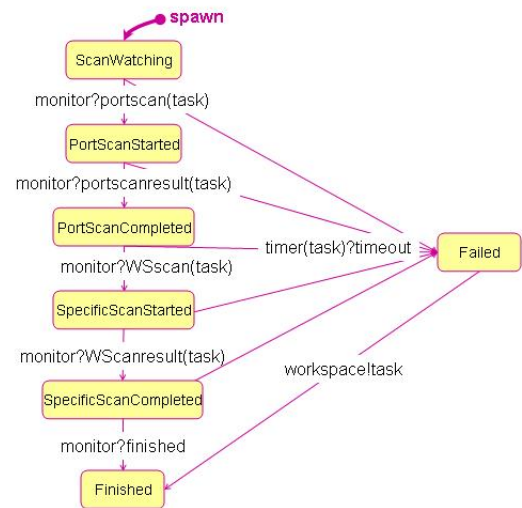 spawn
ScanWatching
monitor?portscan(task)
PortScanStarted
monitor?portscanresult(task)
PortScanCompleted
timer(task)?timeout
Failed
monitor?WSscan(task)
SpecificScanStarted
monitor?WScanresult(task)
workspace!task
SpecificScanCompleted
monitor?finished
Finished